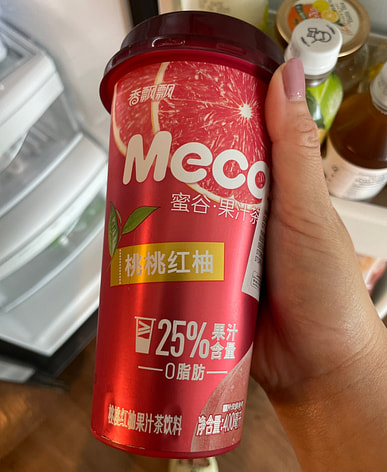 香飘飘
Meco
蜜谷·果汁茶
桃桃红柚
25% 果汁
含量
0脂肪
桃桃红柚果汁茶饮料
净含量:400毫升